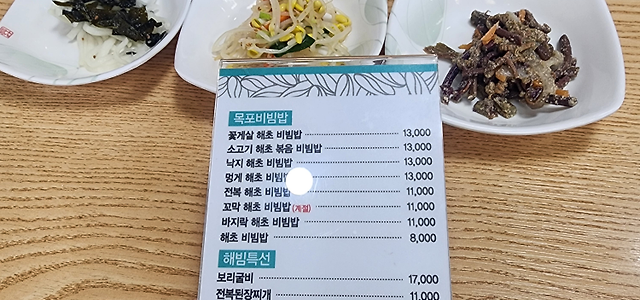 목포비빔밥
꽃게살 해초 비빔밥 13,000
소고기 해초 볶음 비빔밥 13,000
낙지 해초 비빔밥 13,000
멍게 해초 비빔밥 13,000
전복 해초 비빔밥 11,000
꼬막 해초 비빔밥(계절) 11,000
바지락 해초 비빔밥 11,000
해초 비빔밥 8,000
해빔특선
보리굴비 17,000
전복된장찌개 11,000